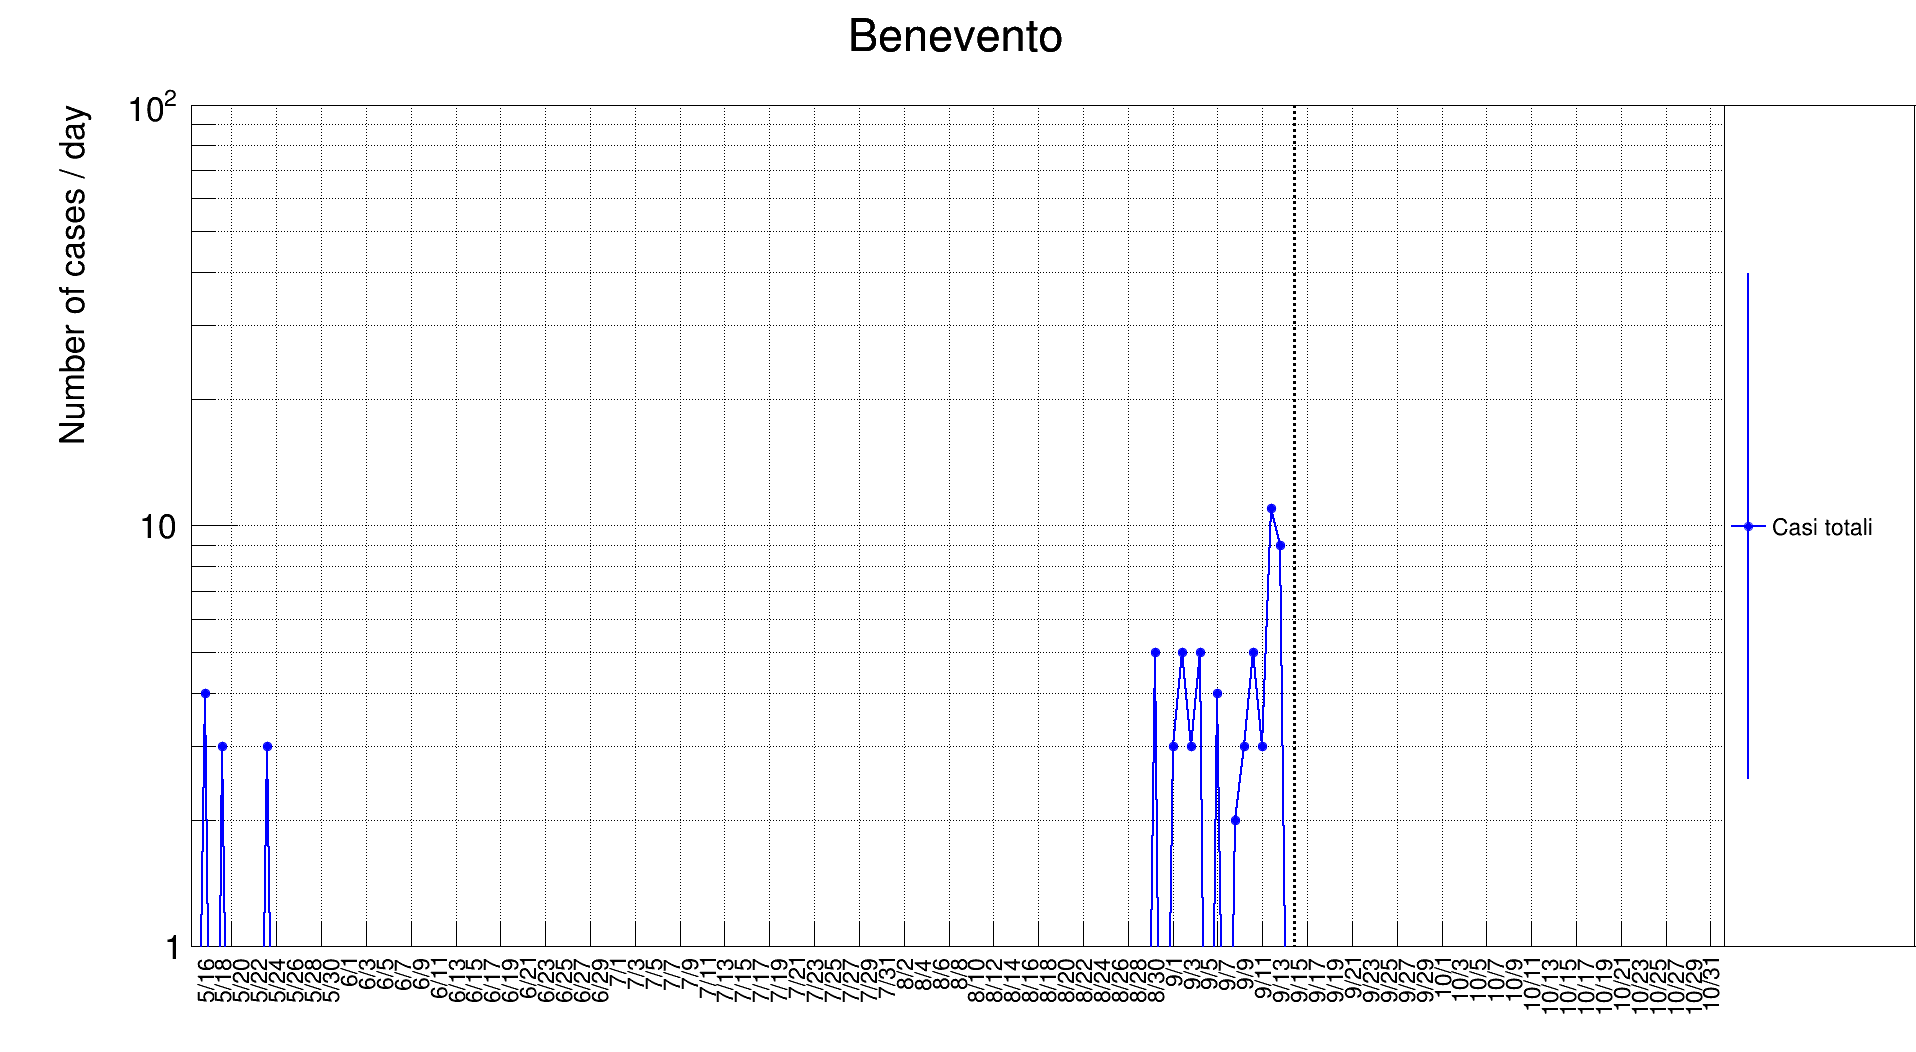 Benevento
Number of cases / day
10²
10
1
5/16 5/18 5/20 5/22 5/24 5/26 5/28 5/30 6/1 6/3 6/5 6/7 6/9 6/11 6/13 6/15 6/17 6/19 6/21 6/23 6/25 6/27 6/29 7/1 7/3 7/5 7/7 7/9 7/11 7/13 7/15 7/17 7/19 7/21 7/23 7/25 7/27 7/29 7/31 8/2 8/4 8/6 8/8 8/10 8/12 8/14 8/16 8/18 8/20 8/22 8/24 8/26 8/28 8/30 9/1 9/3 9/5 9/7 9/9 9/11 9/13 9/15 9/17 9/19 9/21 9/23 9/25 9/27 9/29 10/1 10/3 10/5 10/7 10/9 10/11 10/13 10/15 10/17 10/19 10/21 10/23 10/25 10/27 10/29 10/31
Casi totali